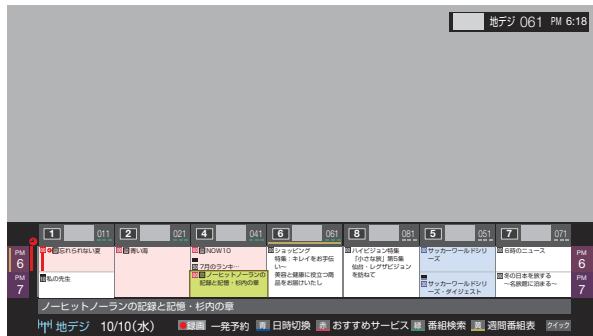 地デジ 061 PM 6:18
1 011 2 021 4 041 6 061 8 081 5 051 7 071
PM 6
忘れられない夏
私の先生
青い海
NOW10
7月のランキ…
ノーヒットノーランの
記録と記憶・杉内の章
ショッピング
特集:キレイをお手伝
い〜
美容と健康に役立つ商
品をお届けいたし
ハイビジョン特集
「小さな旅」第5集
仙台・レグザビジョン
を訪ねて
サッカーワールドシリ
ーズ
サッカーワールドシリ
ーズ・ダイジェスト
6時のニュース
冬の日本を旅する
〜名旅館に泊まる〜
PM 6
PM 7
PM 7
ノーヒットノーランの記録と記憶・杉内の章
地デジ 10/10(水) 録画 一発予約 青 日時切換 赤 おすすめサービス 緑 番組検索 黄 週間番組表 クイック